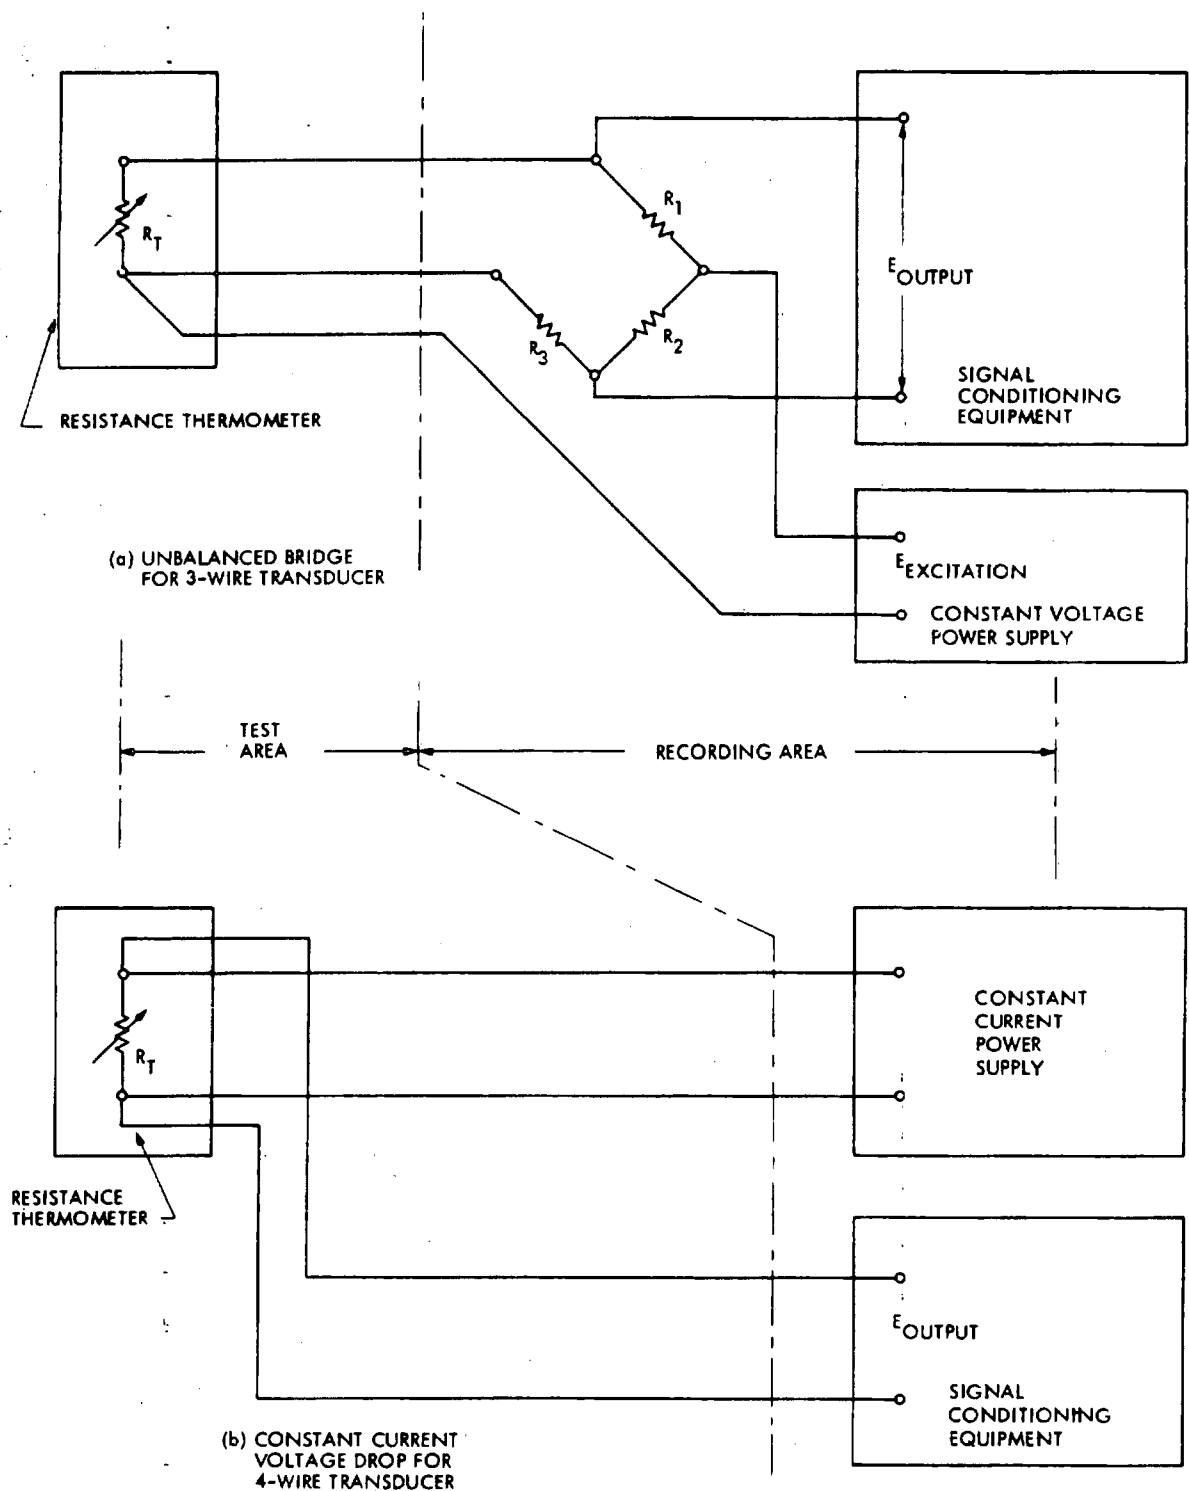 R1
RT
EOUTPUT
R3
R2
SIGNAL
CONDITIONING
EQUIPMENT
RESISTANCE THERMOMETER
(a) UNBALANCED BRIDGE
FOR 3-WIRE TRANSDUCER
EEXCITATION
CONSTANT VOLTAGE
POWER SUPPLY
TEST
AREA
RECORDING AREA
CONSTANT
CURRENT
POWER
SUPPLY
RT
RESISTANCE
THERMOMETER
EOUTPUT
SIGNAL
CONDITIONING
EQUIPMENT
(b) CONSTANT CURRENT
VOLTAGE DROP FOR
4-WIRE TRANSDUCER